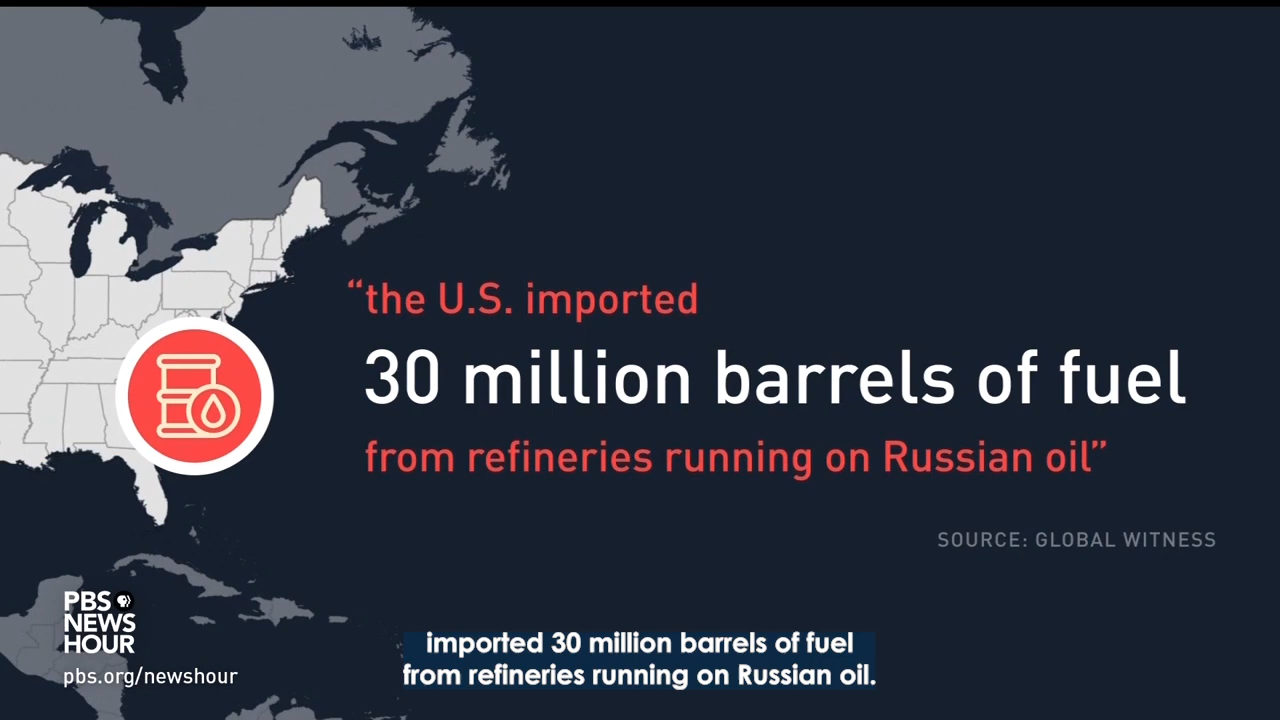 “the U.S. imported
30 million barrels of fuel
from refineries running on Russian oil”
SOURCE: GLOBAL WITNESS
PBS
NEWS
HOUR
pbs.org/newshour
imported 30 million barrels of fuel
from refineries running on Russian oil.